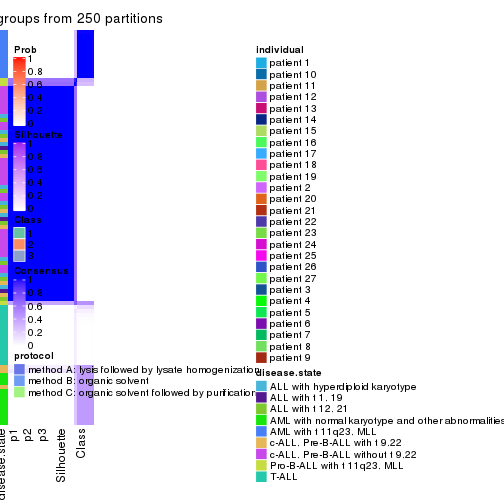 groups from 250 partitions
Prob
1
0.8
0.6
0.4
0.2
0
Silhouette
1
0.8
0.6
0.4
0.2
0
Class
1
2
3
Consensus
1
0.8
0.6
0.4
0.2
0
protocol
method A: lysis followed by lysate homogenization
method B: organic solvent
method C: organic solvent followed by purification
disease.state
p1
p2
p3
Silhouette
Class
individual
patient 1
patient 10
patient 11
patient 12
patient 13
patient 14
patient 15
patient 16
patient 17
patient 18
patient 19
patient 2
patient 20
patient 21
patient 22
patient 23
patient 24
patient 25
patient 26
patient 27
patient 3
patient 4
patient 5
patient 6
patient 7
patient 8
patient 9
disease.state
ALL with hyperdiploid karyotype
ALL with t 1. 19
ALL with t 12. 21
AML with normal karyotype and other abnormalities
AML with t 11q23. MLL
c-ALL. Pre-B-ALL with t 9.22
c-ALL. Pre-B-ALL without t 9.22
Pro-B-ALL with t 11q23. MLL
T-ALL